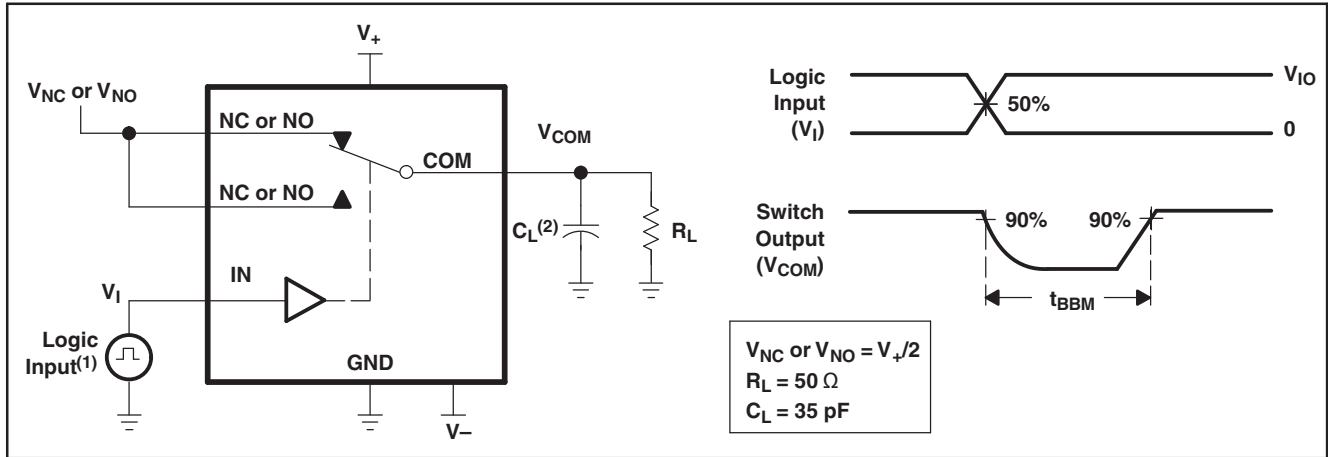 V+
VNC or VNO
NC or NO
VCOM
COM
NC or NO
CL(2)
RL
IN
VI
Logic
Input(1)
GND
V–
Logic
Input
(VI)
50%
VIO
0
Switch
Output
(VCOM)
90%
90%
tBBM
VNC or VNO = V+/2
RL = 50 Ω
CL = 35 pF